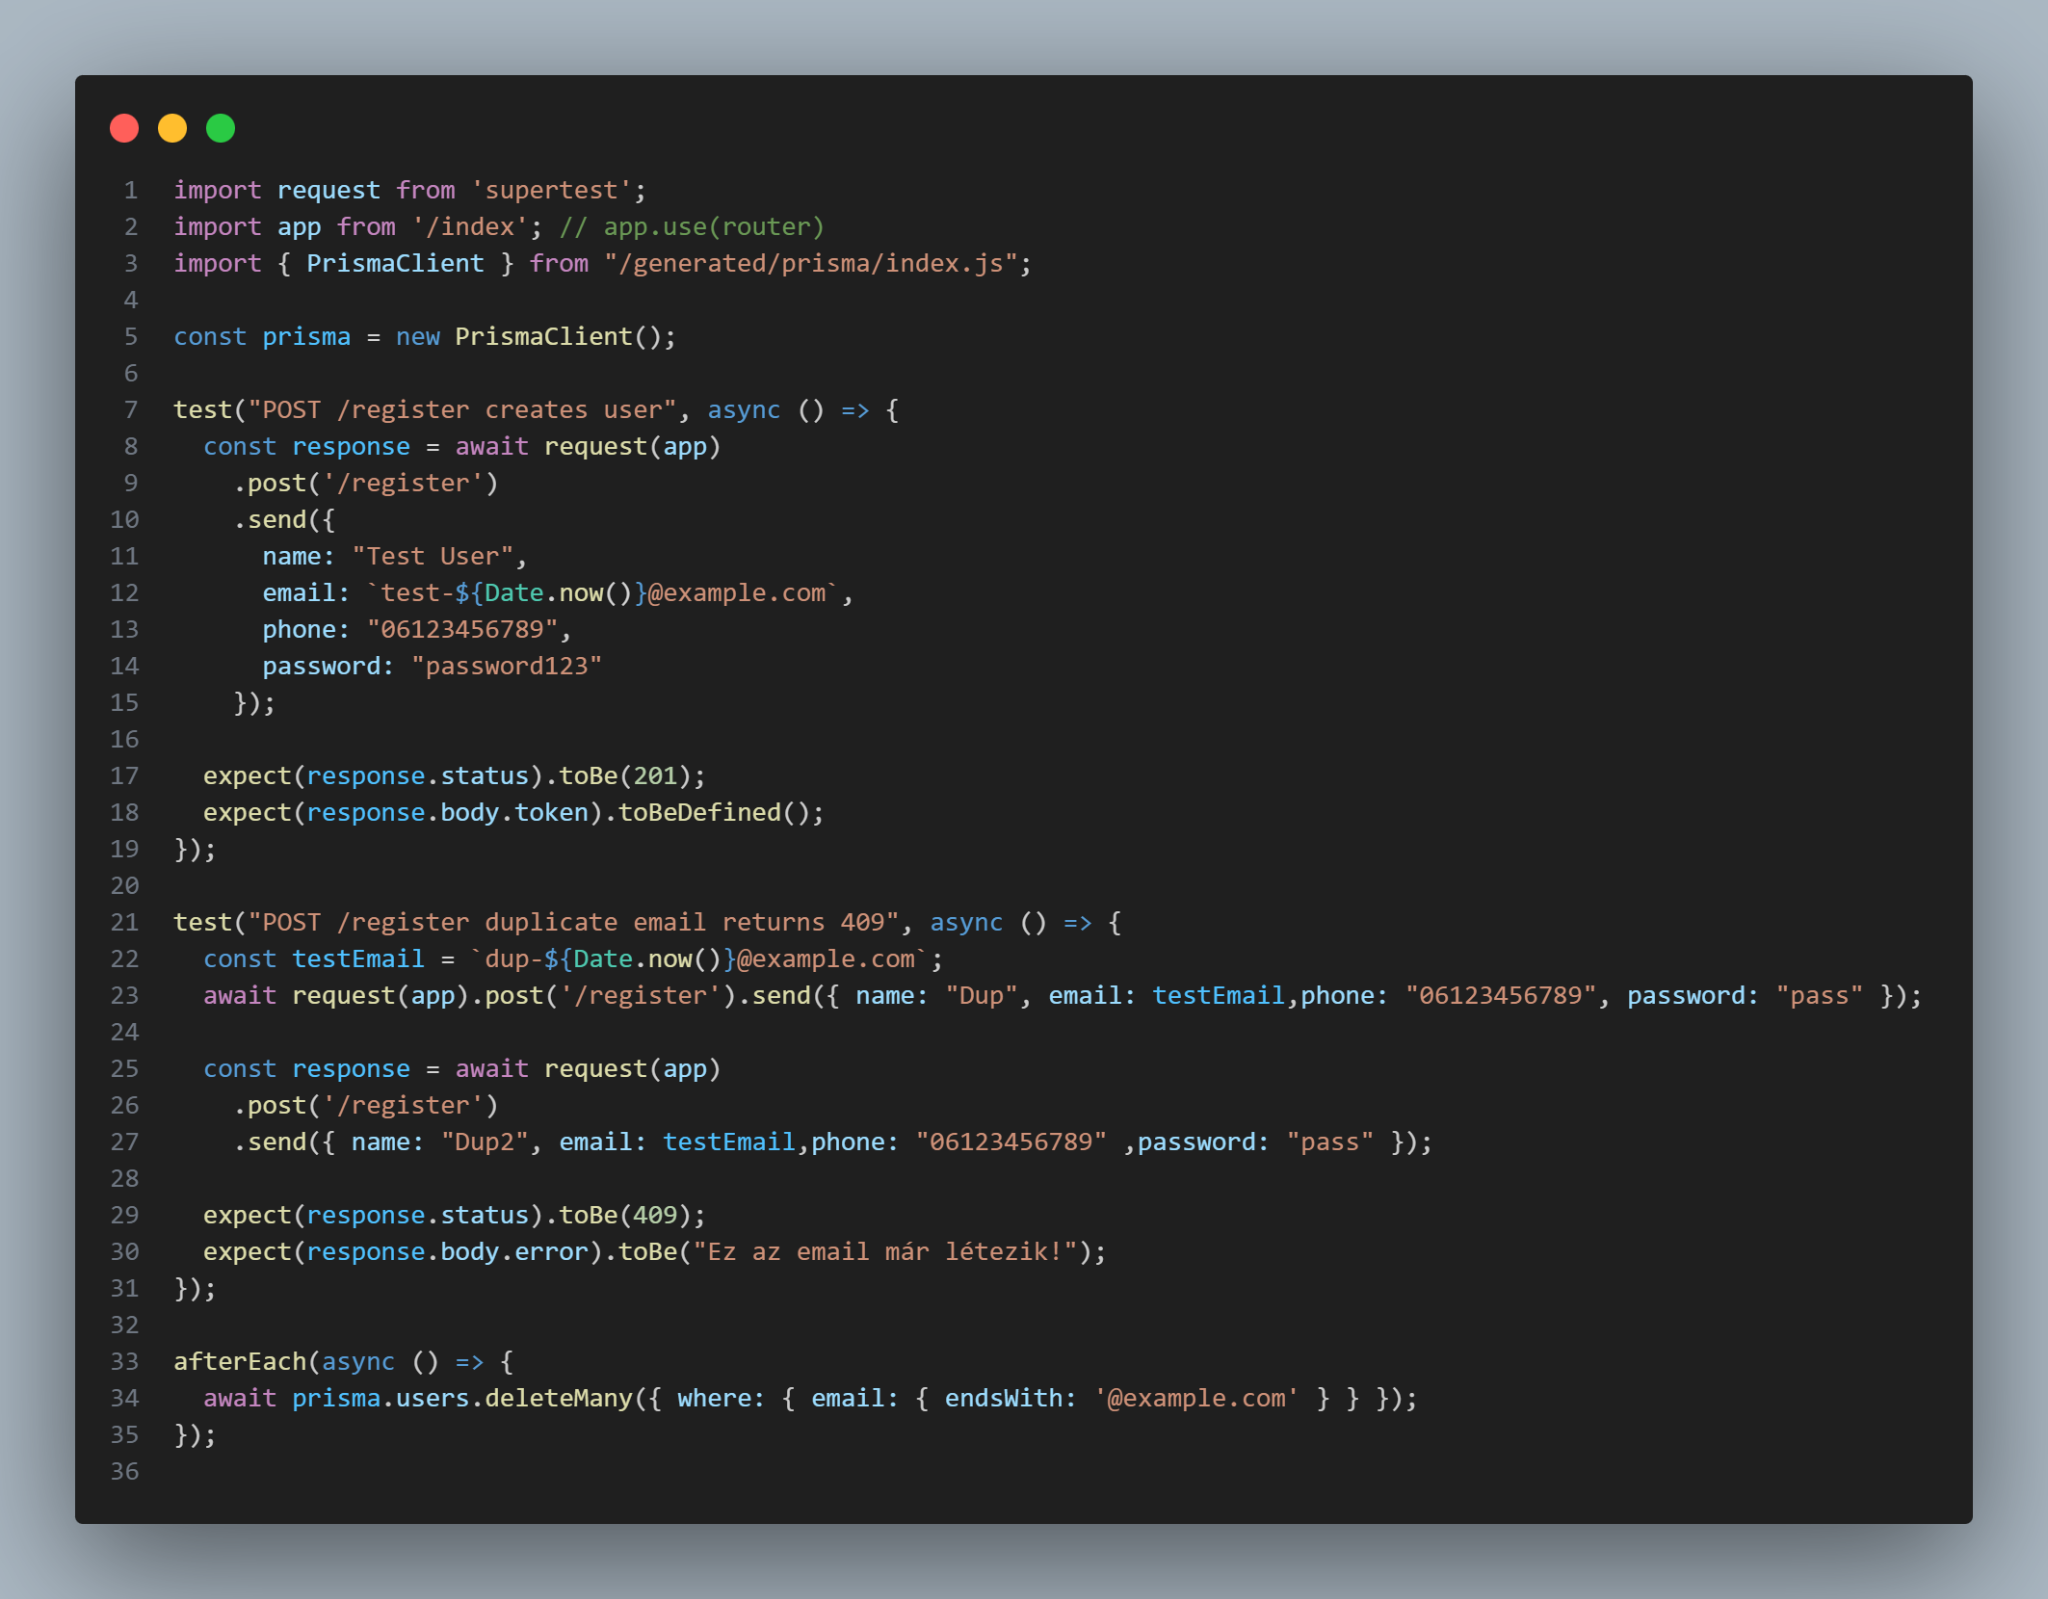 1 import request from 'supertest';
2 import app from '/index'; // app.use(router)
3 import { PrismaClient } from "/generated/prisma/index.js";
4
5 const prisma = new PrismaClient();
6
7 test("POST /register creates user", async () => {
8   const response = await request(app)
9     .post('/register')
10     .send({
11       name: "Test User",
12       email: `test-${Date.now()}@example.com`,
13       phone: "06123456789",
14       password: "password123"
15     });
16
17   expect(response.status).toBe(201);
18   expect(response.body.token).toBeDefined();
19 });
20
21 test("POST /register duplicate email returns 409", async () => {
22   const testEmail = `dup-${Date.now()}@example.com`;
23   await request(app).post('/register').send({ name: "Dup", email: testEmail,phone: "06123456789", password: "pass" });
24
25   const response = await request(app)
26     .post('/register')
27     .send({ name: "Dup2", email: testEmail,phone: "06123456789" ,password: "pass" });
28
29   expect(response.status).toBe(409);
30   expect(response.body.error).toBe("Ez az email már létezik!");
31 });
32
33 afterEach(async () => {
34   await prisma.users.deleteMany({ where: { email: { endsWith: '@example.com' } } });
35 });
36